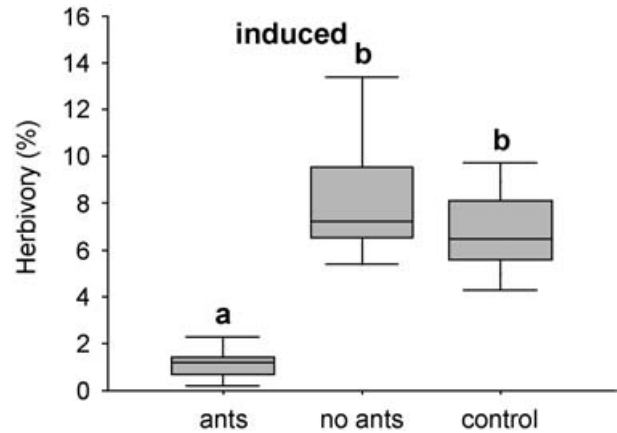 16
14
12
10
8
6
4
2
0
Herbivory (%)
induced
a
b
b
ants
no ants
control